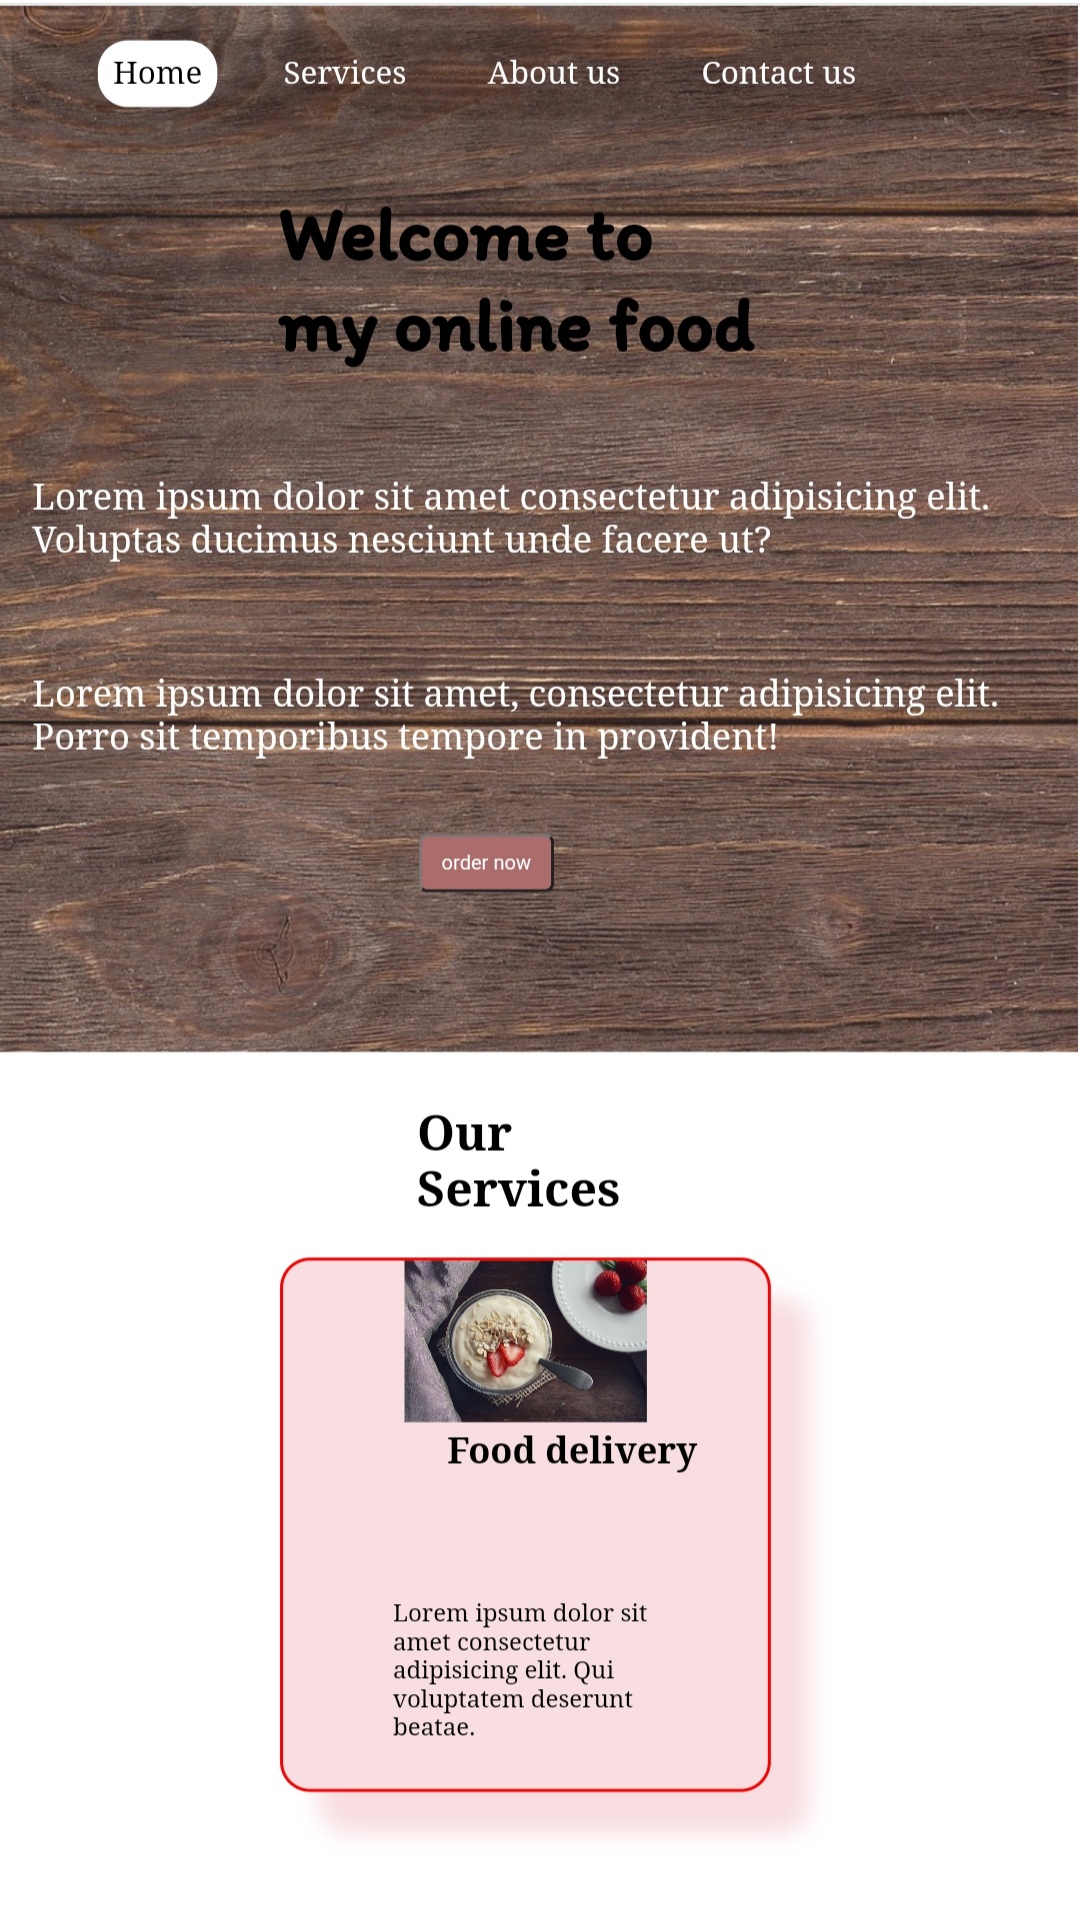 Home Services About us Contact us
Welcome to
my online food
Lorem ipsum dolor sit amet consectetur adipisicing elit.
Voluptas ducimus nesciunt unde facere ut?
Lorem ipsum dolor sit amet, consectetur adipisicing elit.
Porro sit temporibus tempore in provident!
order now
Our
Services
Food delivery
Lorem ipsum dolor sit
amet consectetur
adipisicing elit. Qui
voluptatem deserunt
beatae.